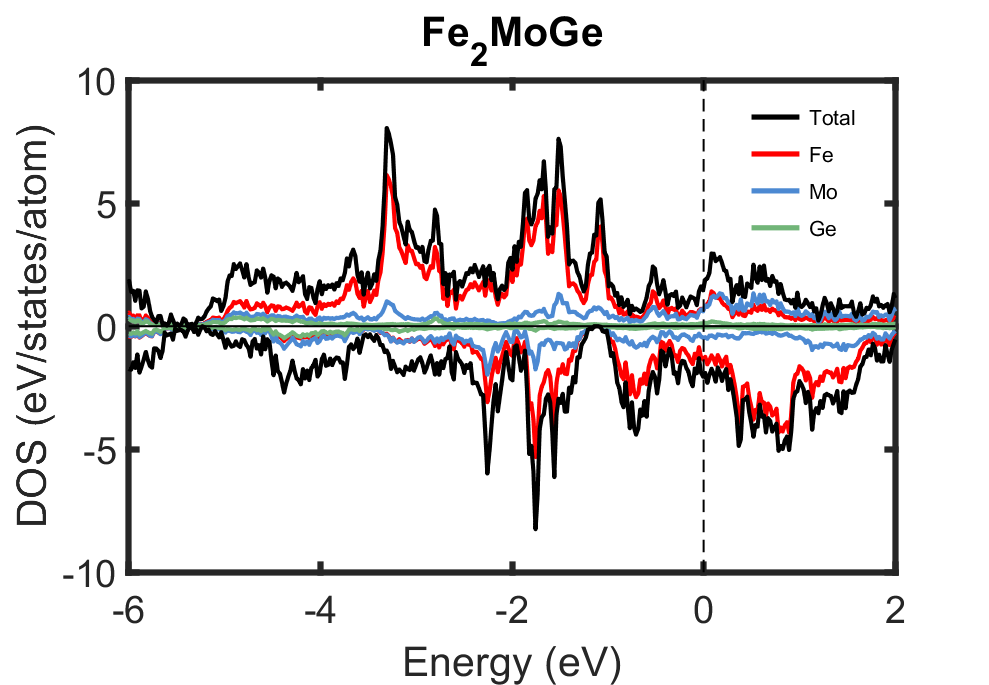 Fe₂MoGe
10
5
0
-5
-10
DOS (eV/states/atom)
Total
Fe
Mo
Ge
-6 -4 -2 0 2
Energy (eV)